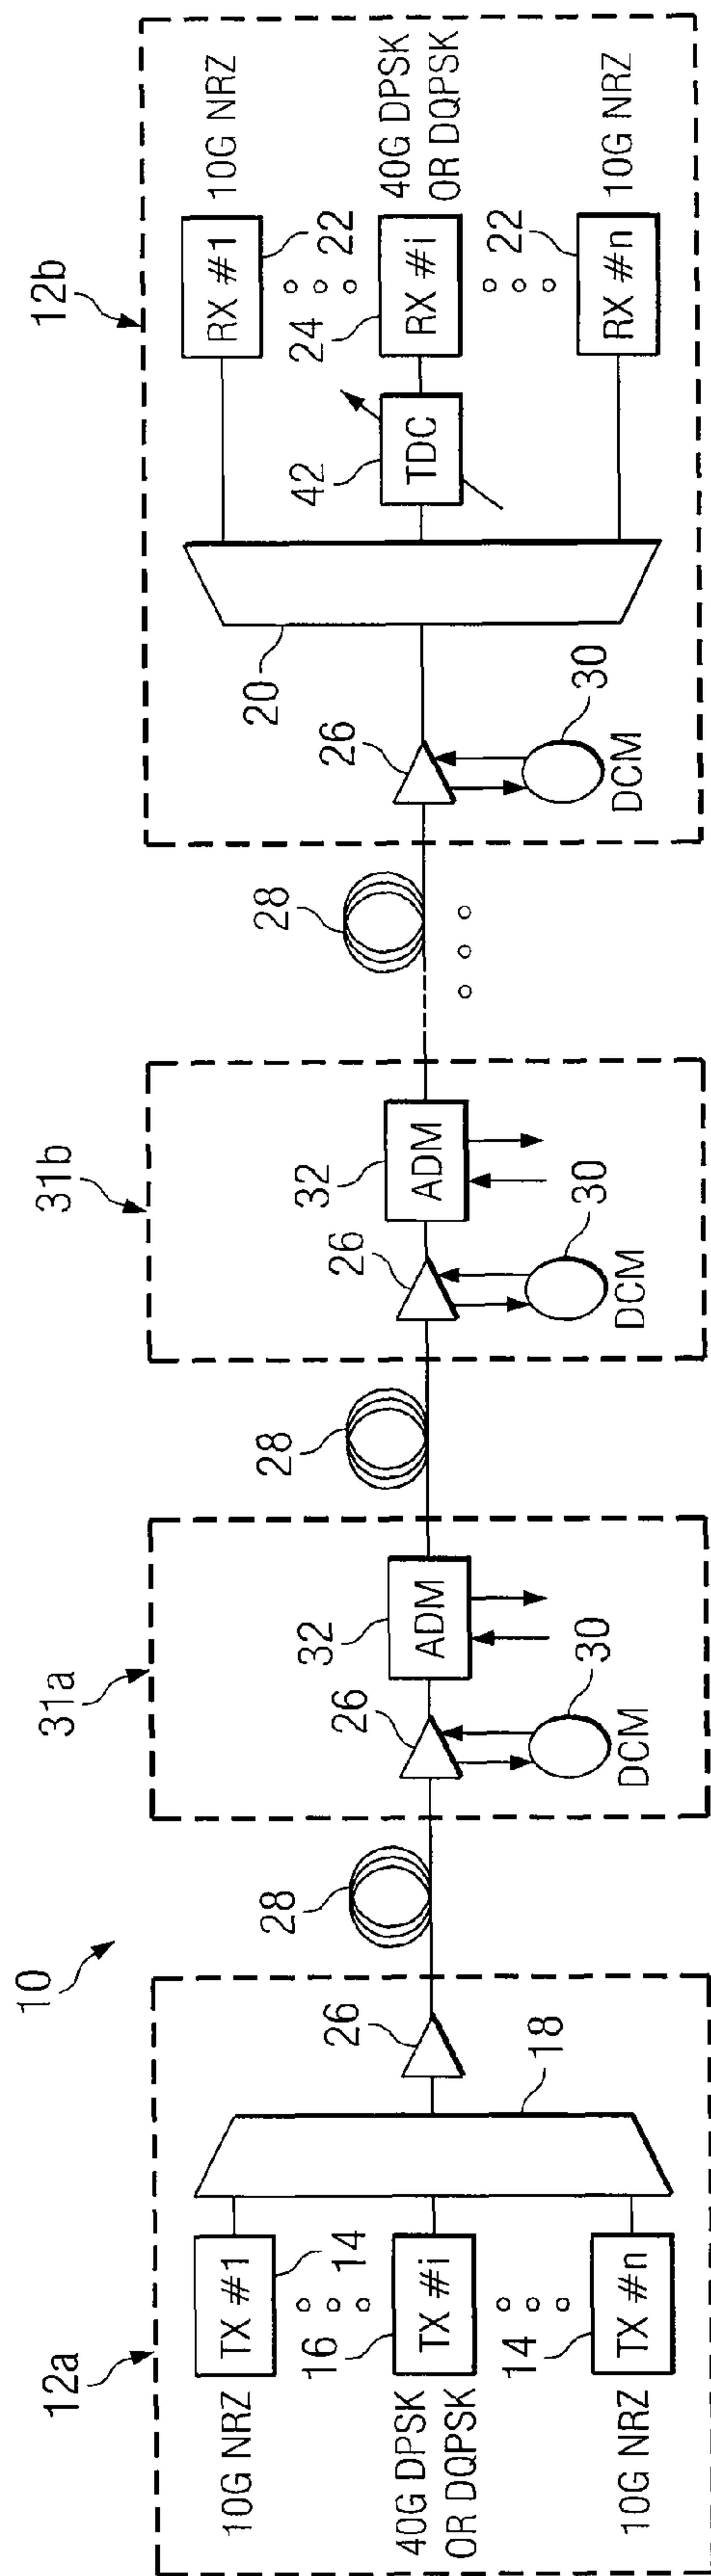 10
12a
10G NRZ
TX #1
14
16
40G DPSK
OR DQPSK
TX #i
14
10G NRZ
TX #n
18
26
28
31a
26
32
ADM
30
DCM
28
31b
26
32
ADM
30
DCM
28
12b
26
30
DCM
20
42
TDC
RX #1
22
10G NRZ
24
RX #i
40G DPSK
OR DQPSK
22
RX #n
10G NRZ